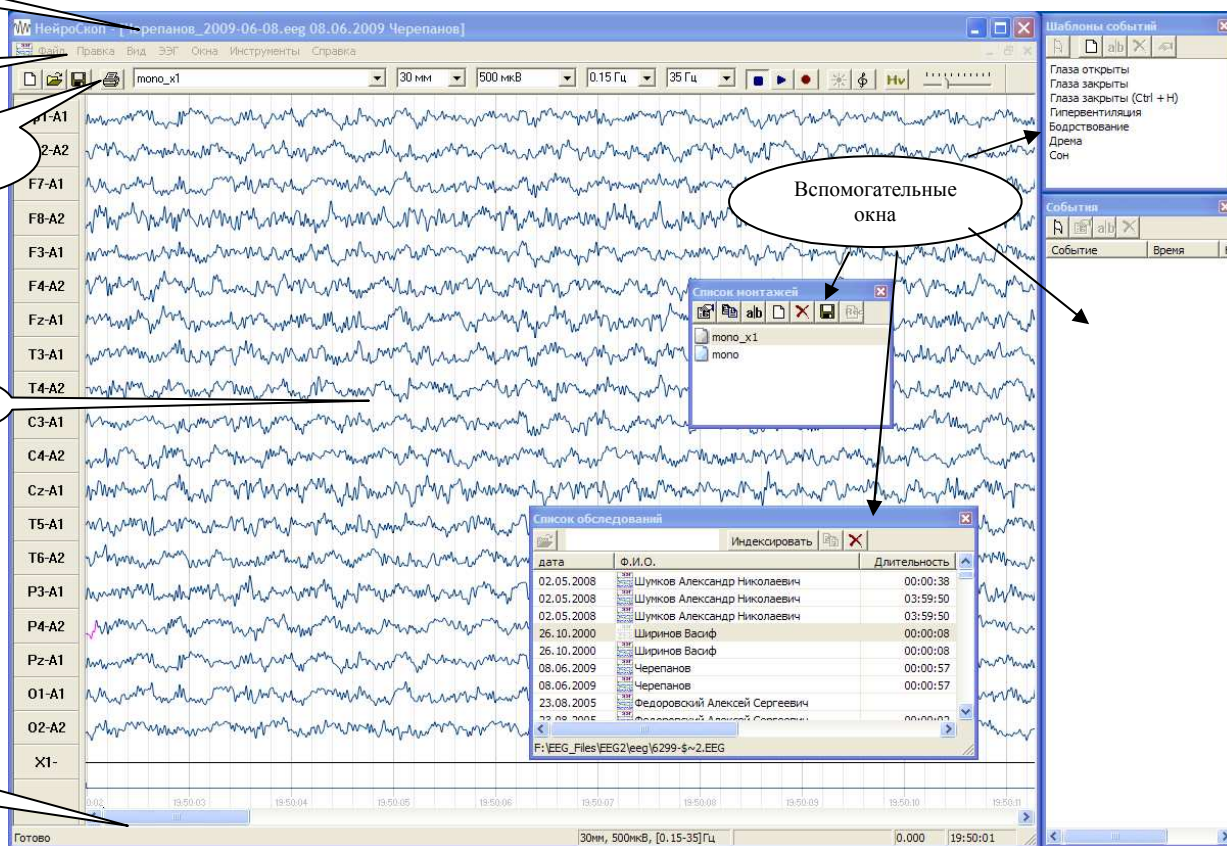 НейроСкоп - [Черепанов_2009-06-08.eeg 08.06.2009 Черепанов]
Файл Правка Вид ЭЭГ Окна Инструменты Справка
mono_x1 30 мм 500 мкВ 0.15 Гц 35 Гц Hv
F7-A1
F8-A2
F3-A1
F4-A2
Fz-A1
T3-A1
T4-A2
C3-A1
C4-A2
Cz-A1
T5-A1
T6-A2
P3-A1
P4-A2
Pz-A1
O1-A1
O2-A2
X1-
19:50:03 19:50:04 19:50:05 19:50:06 19:50:07 19:50:08 19:50:09 19:50:10 19:50:11
Готово 30мм, 500мкВ, [0.15-35]Гц 0.000 19:50:01
Вспомогательные
окна
Список монтажей
ab
mono_x1
mono
Список обследований
Индексировать
дата Ф.И.О. Длительность
02.05.2008 Шумков Александр Николаевич 00:00:38
02.05.2008 Шумков Александр Николаевич 03:59:50
02.05.2008 Шумков Александр Николаевич 03:59:50
26.10.2000 Ширинов Васиф 00:00:08
26.10.2000 Ширинов Васиф 00:00:08
08.06.2009 Черепанов 00:00:57
08.06.2009 Черепанов 00:00:57
23.08.2005 Федоровский Алексей Сергеевич
F:\EEG_Files\EEG2\eeg\6299-$~2.EEG
Шаблоны событий
ab
Глаза открыты
Глаза закрыты
Глаза закрыты (Ctrl + H)
Гипервентиляция
Бодрствование
Дрема
Сон
События
ab
Событие Время